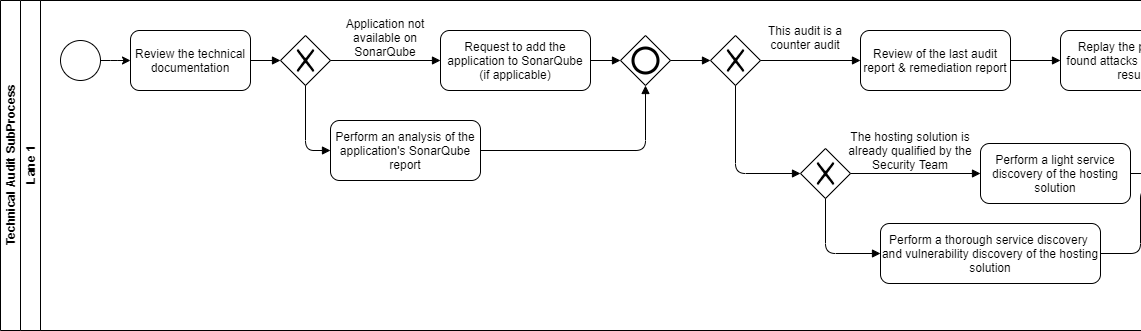 Technical Audit SubProcess
Lane 1
Review the technical
documentation
Application not
available on
SonarQube
Request to add the
application to SonarQube
(if applicable)
Perform an analysis of the
application's SonarQube
report
This audit is a
counter audit
Review of the last audit
report & remediation report
Replay the
found attacks
The hosting solution is
already qualified by the
Security Team
Perform a light service
discovery of the hosting
solution
Perform a thorough service discovery
and vulnerability discovery of the hosting
solution